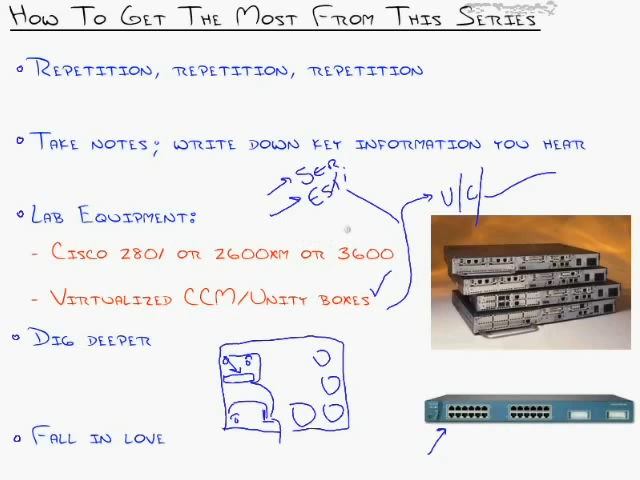 How To Get The Most From This Series
Repetition, repetition, repetition
Take notes; write down key information you hear
SER.
ESXi
V/C/
Lab Equipment:
- Cisco 2801 or 2600xm or 3600
- Virtualized CCM/Unity boxes
Dig deeper
Fall in love